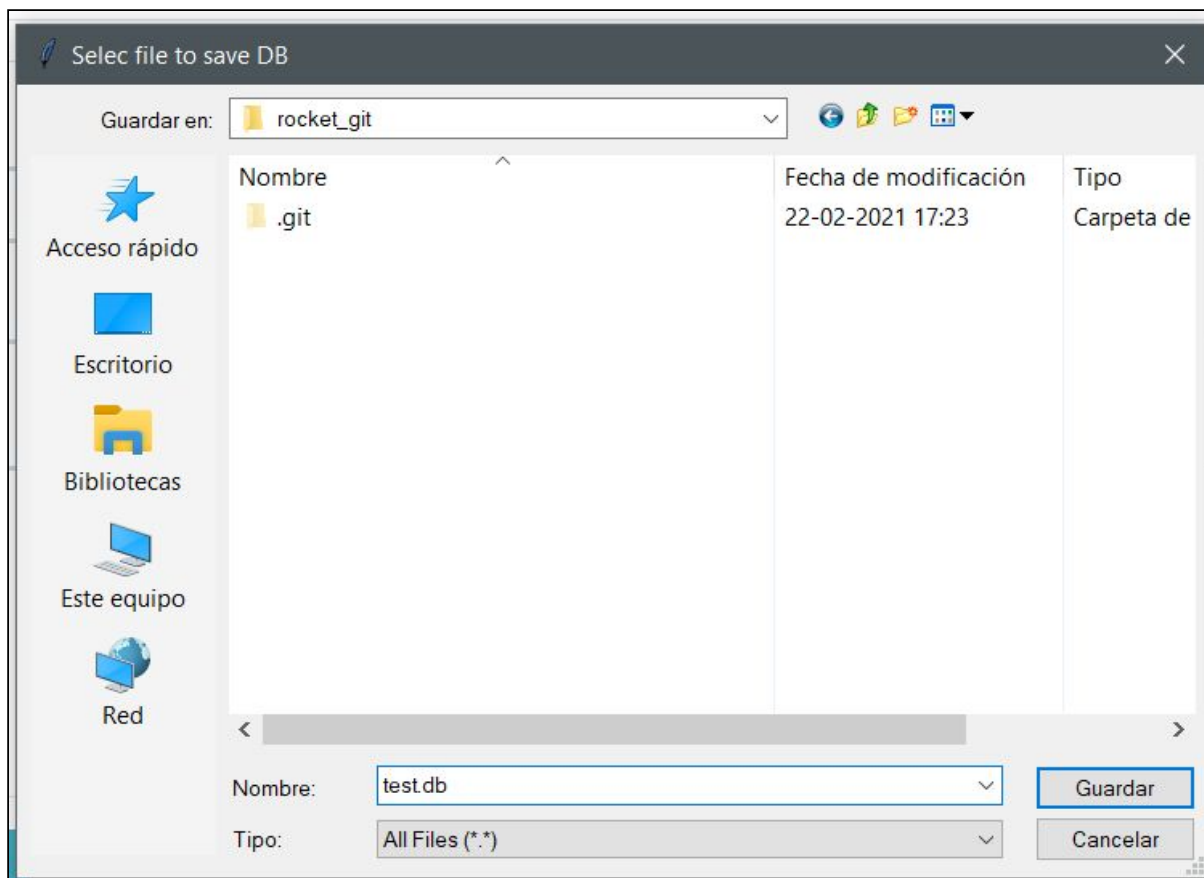 Selec file to save DB
Guardar en: rocket_git
Nombre Fecha de modificación Tipo
.git 22-02-2021 17:23 Carpeta de
Acceso rápido
Escritorio
Bibliotecas
Este equipo
Red
Nombre: test.db Guardar
Tipo: All Files (*.*) Cancelar